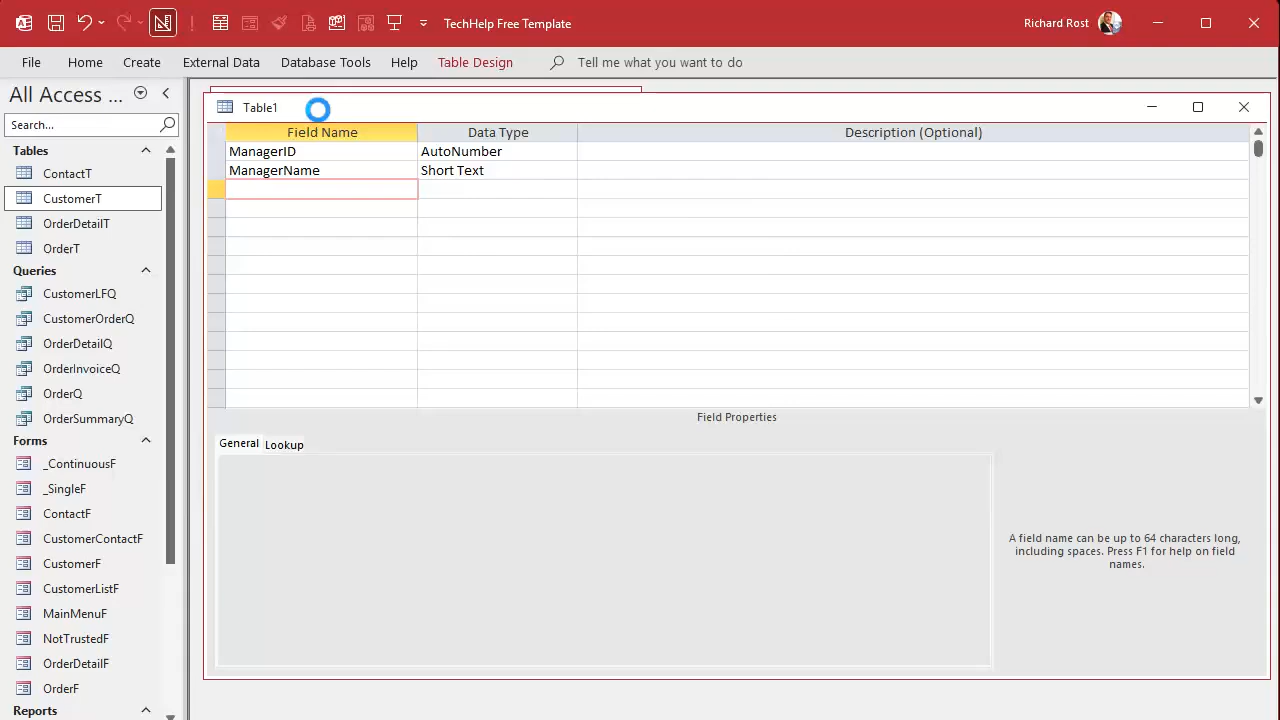 TechHelp Free Template
Richard Rost
File
Home
Create
External Data
Database Tools
Help
Table Design
Tell me what you want to do
All Access ...
Search...
Tables
ContactT
CustomerT
OrderDetailT
OrderT
Queries
CustomerLFQ
CustomerOrderQ
OrderDetailQ
OrderInvoiceQ
OrderQ
OrderSummaryQ
Forms
_ContinuousF
_SingleF
ContactF
CustomerContactF
CustomerF
CustomerListF
MainMenuF
NotTrustedF
OrderDetailF
OrderF
Reports
Table1
Field Name Data Type Description (Optional)
ManagerID AutoNumber
ManagerName Short Text
Field Properties
General Lookup
A field name can be up to 64 characters long,
including spaces. Press F1 for help on field
names.